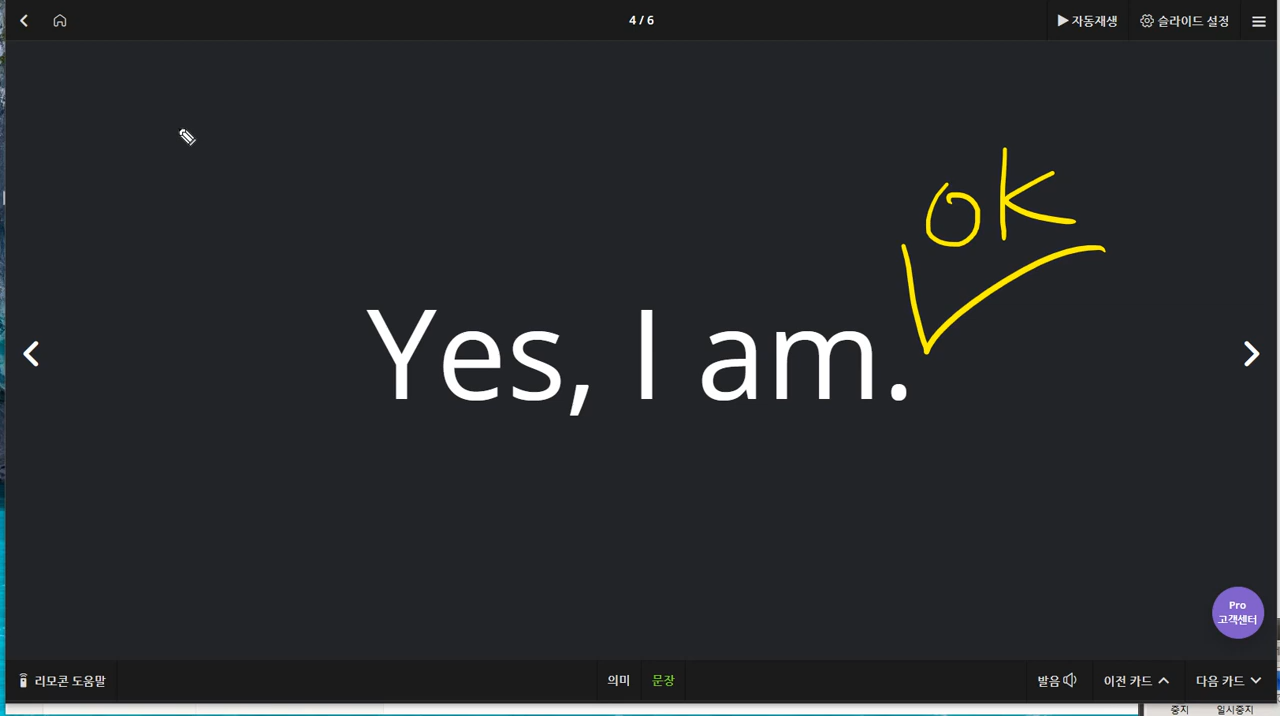 4 / 6
자동재생
슬라이드 설정
OK
Yes, I am.
Pro
고객센터
리모콘 도움말
의미
문장
발음
이전 카드
다음 카드
중지
일시중지